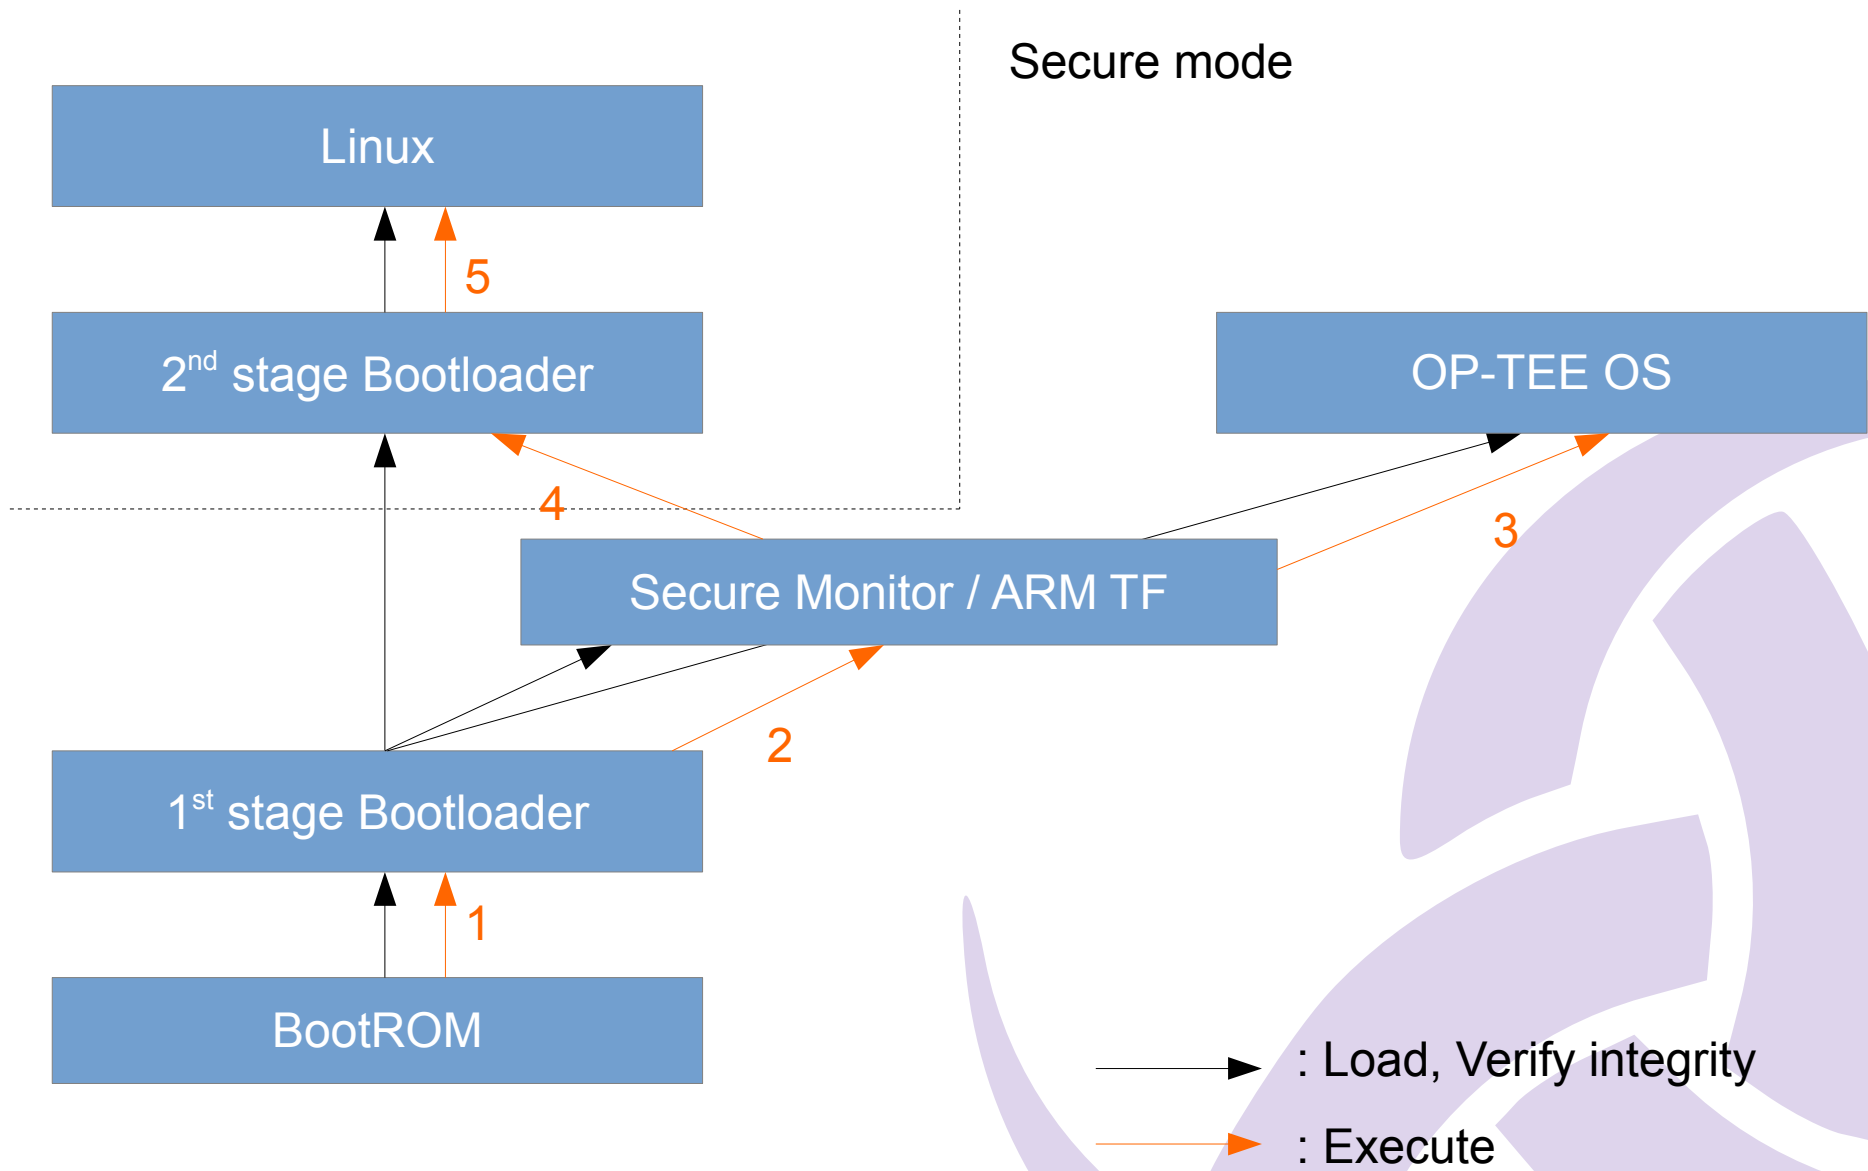 Secure mode
Linux
5
2nd stage Bootloader
OP-TEE OS
4
3
Secure Monitor / ARM TF
2
1st stage Bootloader
1
BootROM
: Load, Verify integrity
: Execute